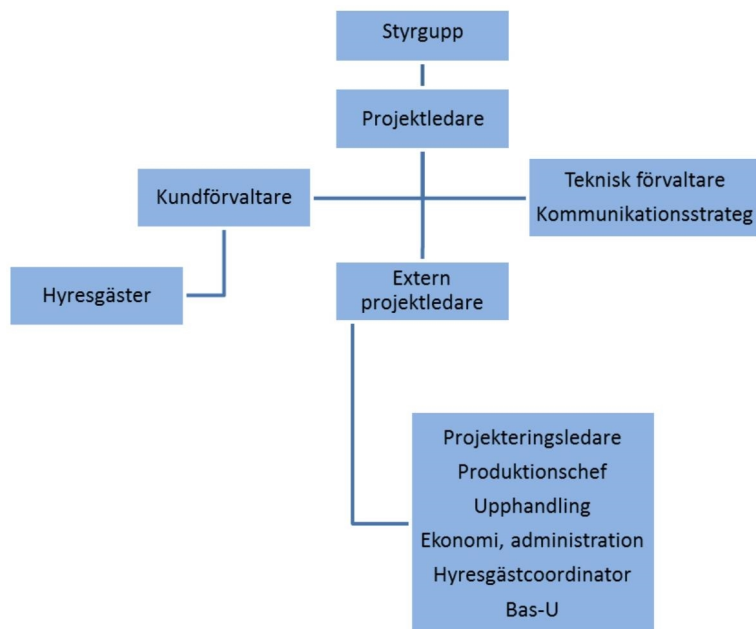 Styrgupp
Projektledare
Kundförvaltare
Teknisk förvaltare
Kommunikationsstrateg
Hyresgäster
Extern
projektledare
Projekteringsledare
Produktionschef
Upphandling
Ekonomi, administration
Hyresgästcoordinator
Bas-U